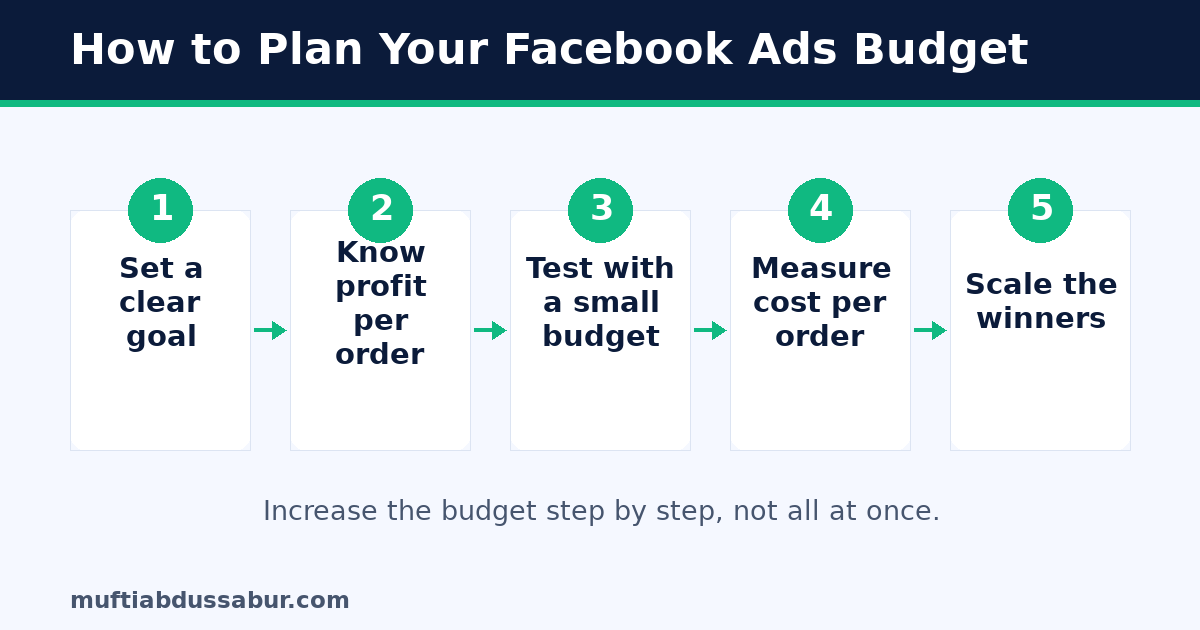 How to Plan Your Facebook Ads Budget
1
Set a
clear
goal
2
Know
profit
per
order
3
Test with
a small
budget
4
Measure
cost per
order
5
Scale the
winners
Increase the budget step by step, not all at once.
muftiabdussabur.com